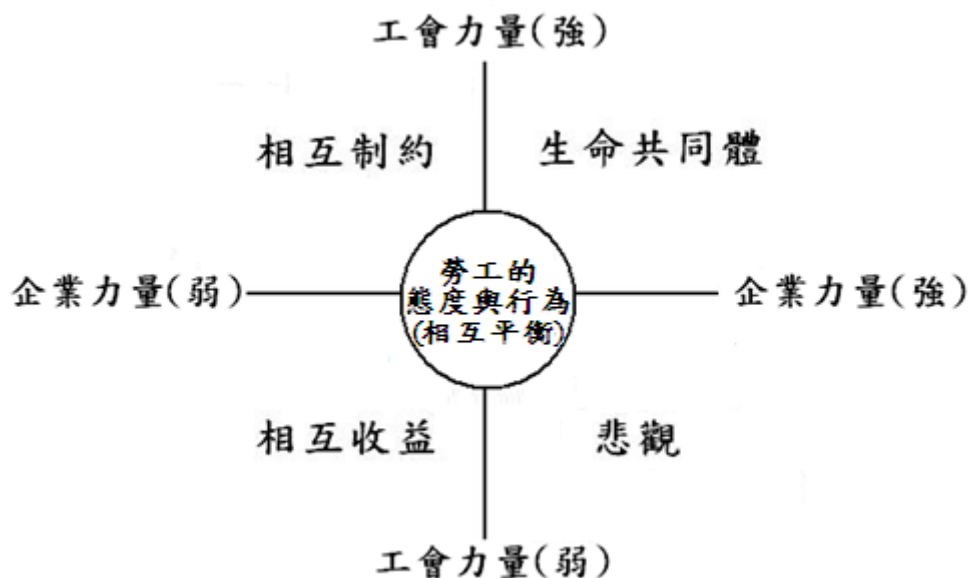 工會力量(強)
相互制約
生命共同體
勞工的
態度與行為
(相互平衡)
企業力量(弱)
企業力量(強)
相互收益
悲觀
工會力量(弱)